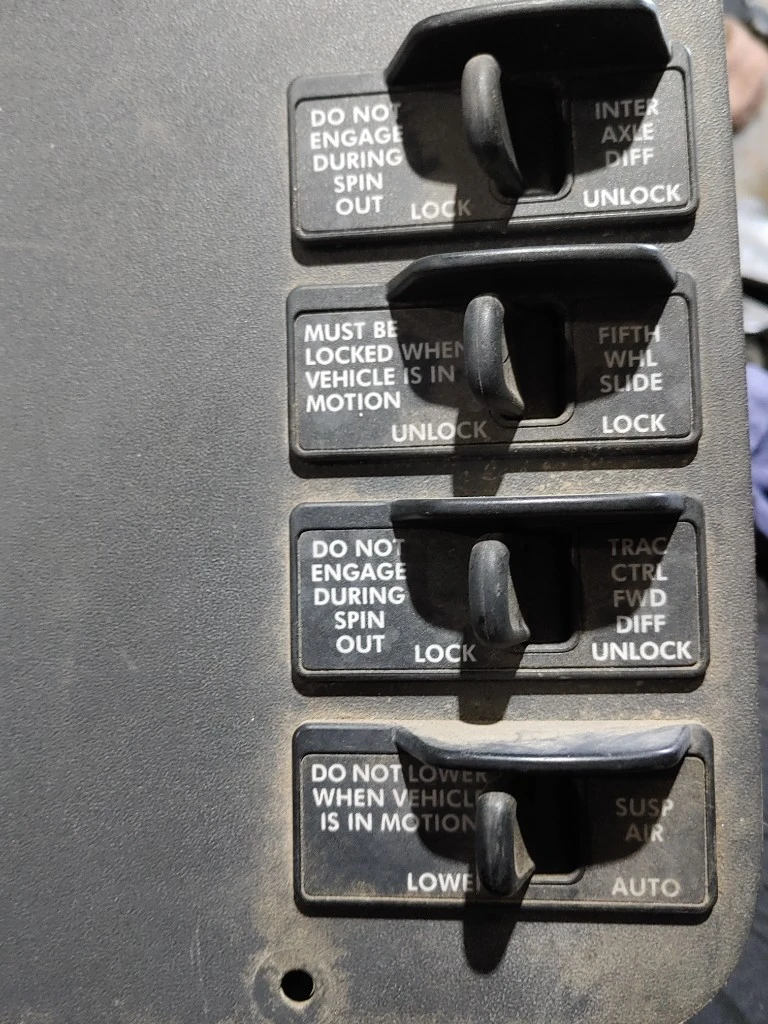 DO NOT
ENGAGE
DURING
SPIN
OUT
LOCK
INTER
AXLE
DIFF
UNLOCK
MUST BE
LOCKED WHEN
VEHICLE IS IN
MOTION
UNLOCK
FIFTH
WHL
SLIDE
LOCK
DO NOT
ENGAGE
DURING
SPIN
OUT
LOCK
TRAC
CTRL
FWD
DIFF
UNLOCK
DO NOT LOWER
WHEN VEHICLE
IS IN MOTION
LOWER
SUSP
AIR
AUTO